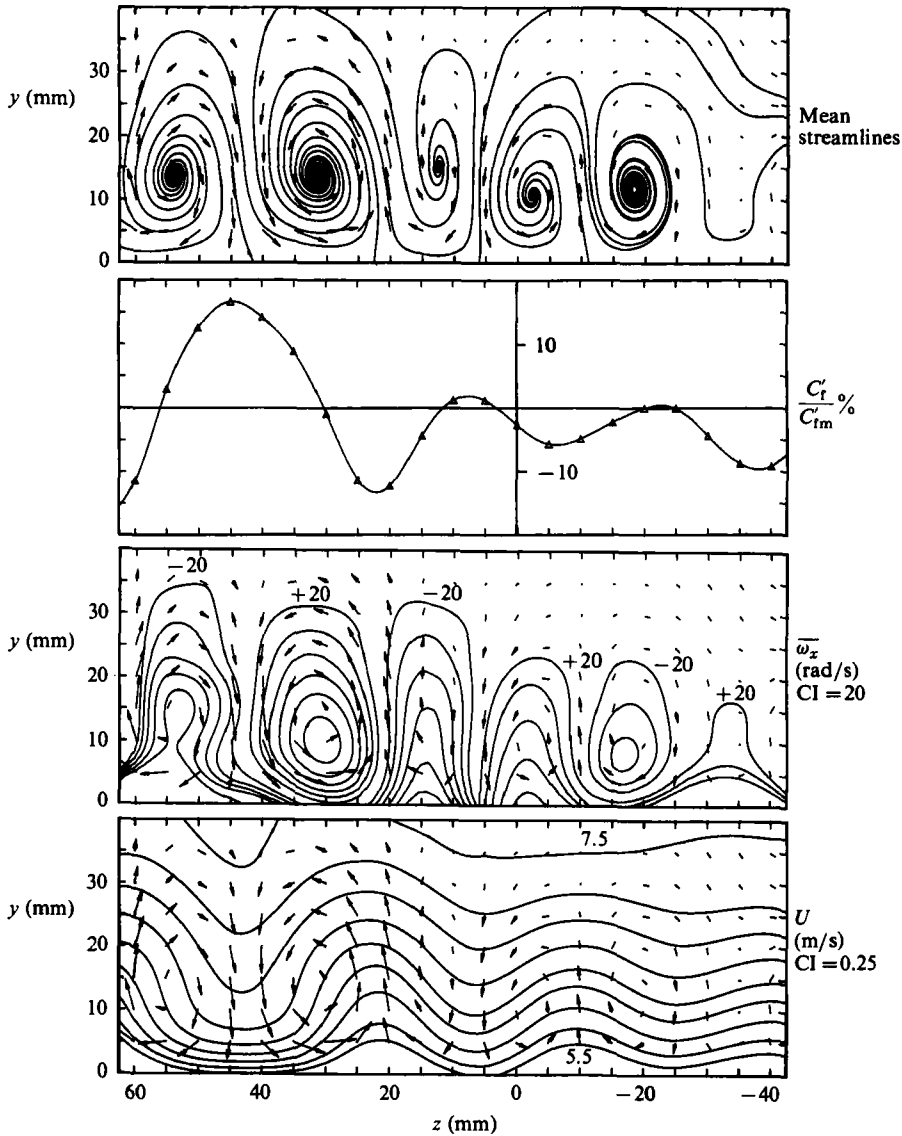 y (mm)
30
20
10
0
Mean
streamlines
10
−10
C′f
C′fm
%
−20
+20
−20
+20
−20
+20
y (mm)
30
20
10
0
ωx
(rad/s)
CI = 20
7.5
5.5
y (mm)
30
20
10
0
U
(m/s)
CI = 0.25
60 40 20 0 −20 −40
z (mm)